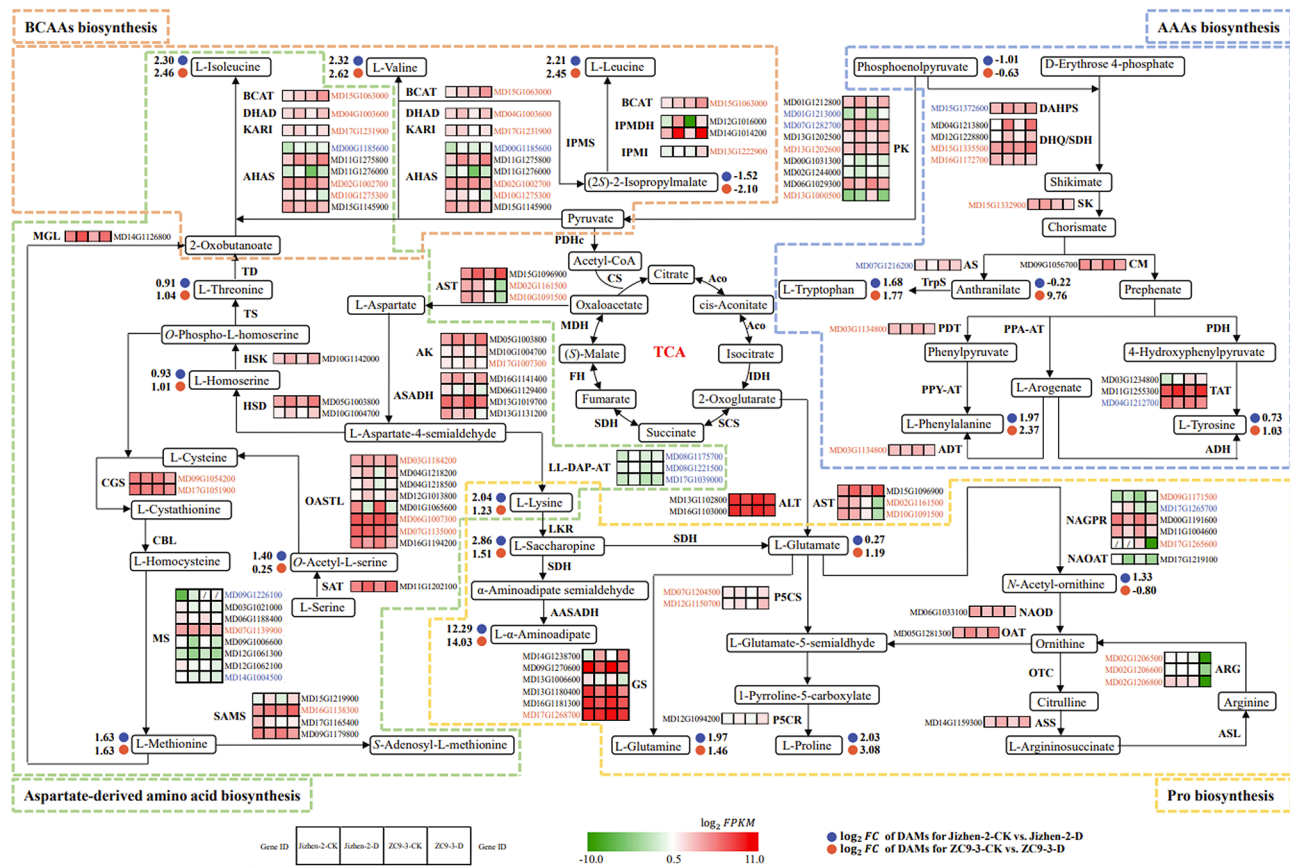 BCAAs biosynthesis
AAAs biosynthesis
2.30
2.46
L-Isoleucine
2.32
2.62
L-Valine
2.21
2.45
L-Leucine
Phosphoenolpyruvate
-1.01
-0.63
D-Erythrose 4-phosphate
BCAT
MD15G1063000
DHAD
MD04G1003600
KARI
MD17G1231900
AHAS
MD00G1185600
MD11G1275800
MD11G1276000
MD02G1002700
MD10G1275300
MD15G1145900
BCAT
MD15G1063000
DHAD
MD04G1003600
KARI
MD17G1231900
AHAS
MD00G1185600
MD11G1275800
MD11G1276000
MD02G1002700
MD10G1275300
MD15G1145900
IPMS
BCAT
MD15G1063000
IPMDH
MD12G1016000
MD14G1014200
IPMI
MD13G1222900
(2S)-2-Isopropylmalate
-1.52
-2.10
MD01G1212800
MD01G1213000
MD07G1282700
MD13G1202500
MD13G1202600
MD00G1031300
MD02G1244000
MD06G1029300
MD13G1000500
PK
MD15G1372600
DAHPS
MD04G1213800
MD12G1228800
MD15G1335500
MD16G1172700
DHQ/SDH
Shikimate
MD15G1332900
SK
Chorismate
MD07G1216200
AS
MD09G1056700
CM
L-Tryptophan
1.68
1.77
TrpS
Anthranilate
-0.22
9.76
Prephenate
MD03G1134800
PDT
PPA-AT
PDH
Phenylpyruvate
4-Hydroxyphenylpyruvate
PPY-AT
L-Arogenate
MD03G1234800
MD11G1255300
MD04G1212700
TAT
L-Phenylalanine
1.97
2.37
L-Tyrosine
0.73
1.03
MD03G1134800
ADT
ADH
Pyruvate
PDHc
Acetyl-CoA
CS
Citrate
Aco
Oxaloacetate
cis-Aconitate
MDH
Aco
(S)-Malate
TCA
Isocitrate
FH
IDH
Fumarate
2-Oxoglutarate
SDH
SCS
Succinate
MGL
MD14G1126800
2-Oxobutanoate
TD
0.91
1.04
L-Threonine
TS
O-Phospho-L-homoserine
HSK
MD10G1142000
0.93
1.01
L-Homoserine
HSD
MD05G1003800
MD10G1004700
AST
MD15G1096900
MD02G1161500
MD10G1091500
L-Aspartate
AK
MD05G1003800
MD10G1004700
MD17G1007300
ASADH
MD16G1141400
MD06G1129400
MD13G1019700
MD13G1131200
L-Aspartate-4-semialdehyde
L-Cysteine
CGS
MD09G1054200
MD17G1051900
L-Cystathionine
CBL
L-Homocysteine
OASTL
MD03G1184200
MD04G1218200
MD04G1218500
MD12G1013800
MD01G1065600
MD06G1007300
MD07G1135000
MD16G1194200
1.40
0.25
O-Acetyl-L-serine
SAT
MD11G1202100
L-Serine
MS
MD09G1226100
MD03G1021000
MD06G1188400
MD07G1139900
MD09G1006600
MD12G1061300
MD12G1062100
MD14G1004500
/ /
SAMS
MD15G1219900
MD16G1138300
MD17G1165400
MD09G1179800
1.63
1.63
L-Methionine
S-Adenosyl-L-methionine
LL-DAP-AT
MD08G1175700
MD08G1221500
MD17G1039000
2.04
1.23
L-Lysine
LKR
2.86
1.51
L-Saccharopine
SDH
SDH
α-Aminoadipate semialdehyde
AASADH
12.29
14.03
L-α-Aminoadipate
MD13G1102800
MD16G1103000
ALT
AST
MD15G1096900
MD02G1161500
MD10G1091500
L-Glutamate
0.27
1.19
MD07G1204500
MD12G1150700
P5CS
MD14G1238700
MD09G1270600
MD13G1006600
MD13G1180400
MD16G1181300
MD17G1268700
GS
L-Glutamate-5-semialdhyde
1-Pyrroline-5-carboxylate
MD12G1094200
P5CR
L-Glutamine
1.97
1.46
L-Proline
2.03
3.08
NAGPR
MD09G1171500
MD17G1265700
MD00G1191600
MD11G1004600
MD17G1265600
/ /
NAOAT
MD17G1219100
N-Acetyl-ornithine
1.33
-0.80
MD06G1033100
NAOD
MD05G1281300
OAT
Ornithine
OTC
MD02G1206500
MD02G1206600
MD02G1206800
ARG
Citrulline
Arginine
MD14G1159300
ASS
ASL
L-Argininosuccinate
Aspartate-derived amino acid biosynthesis
Pro biosynthesis
Gene ID
Jizhen-2-CK
Jizhen-2-D
ZC9-3-CK
ZC9-3-D
Gene ID
log2 FPKM
-10.0
0.5
11.0
log2 FC of DAMs for Jizhen-2-CK vs. Jizhen-2-D
log2 FC of DAMs for ZC9-3-CK vs. ZC9-3-D